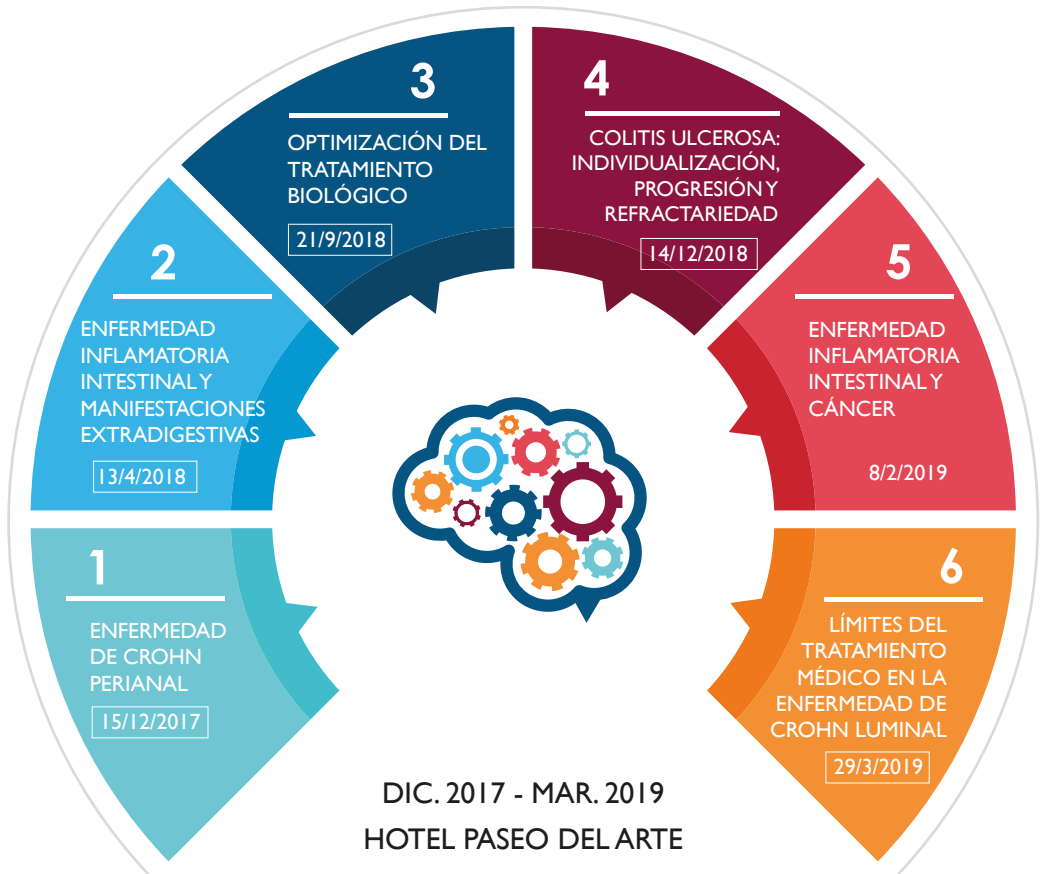 1
ENFERMEDAD
DE CROHN
PERIANAL
15/12/2017
2
ENFERMEDAD
INFLAMATORIA
INTESTINAL Y
MANIFESTACIONES
EXTRADIGESTIVAS
13/4/2018
3
OPTIMIZACIÓN DEL
TRATAMIENTO
BIOLÓGICO
21/9/2018
4
COLITIS ULCEROSA:
INDIVIDUALIZACIÓN,
PROGRESIÓN Y
REFRACTARIEDAD
14/12/2018
5
ENFERMEDAD
INFLAMATORIA
INTESTINAL Y
CÁNCER
8/2/2019
6
LÍMITES DEL
TRATAMIENTO
MÉDICO EN LA
ENFERMEDAD DE
CROHN LUMINAL
29/3/2019
DIC. 2017 - MAR. 2019
HOTEL PASEO DEL ARTE